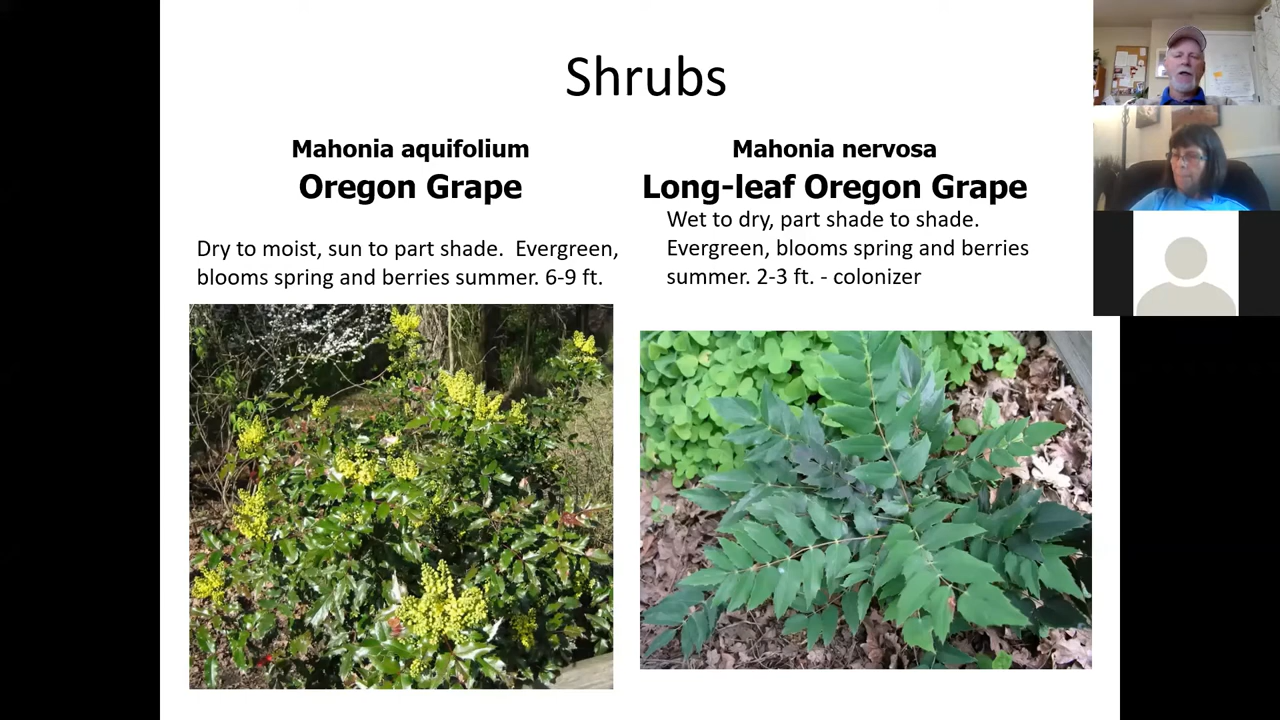 Shrubs
Mahonia aquifolium
Oregon Grape
Dry to moist, sun to part shade.  Evergreen,
blooms spring and berries summer. 6-9 ft.
Mahonia nervosa
Long-leaf Oregon Grape
Wet to dry, part shade to shade.
Evergreen, blooms spring and berries
summer. 2-3 ft. - colonizer